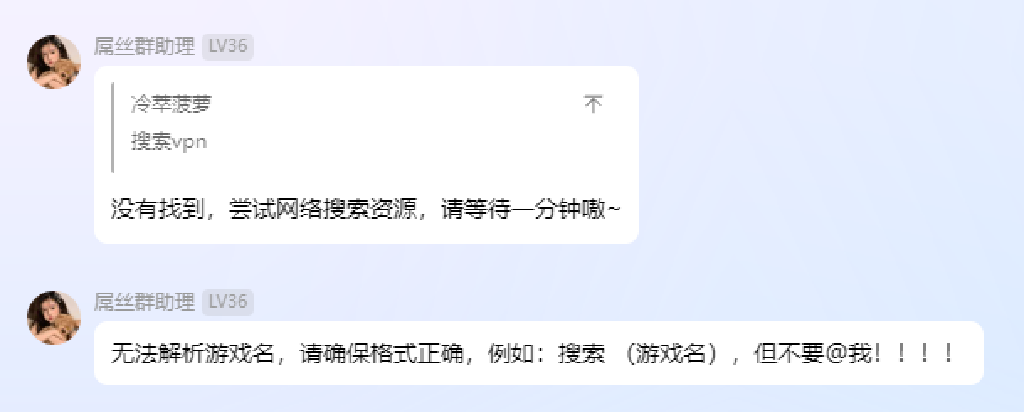 屌丝群助理 LV36
冷萃菠萝
搜索vpn
没有找到，尝试网络搜索资源，请等待一分钟嗷~
屌丝群助理 LV36
无法解析游戏名，请确保格式正确，例如：搜索 （游戏名），但不要@我！！！！